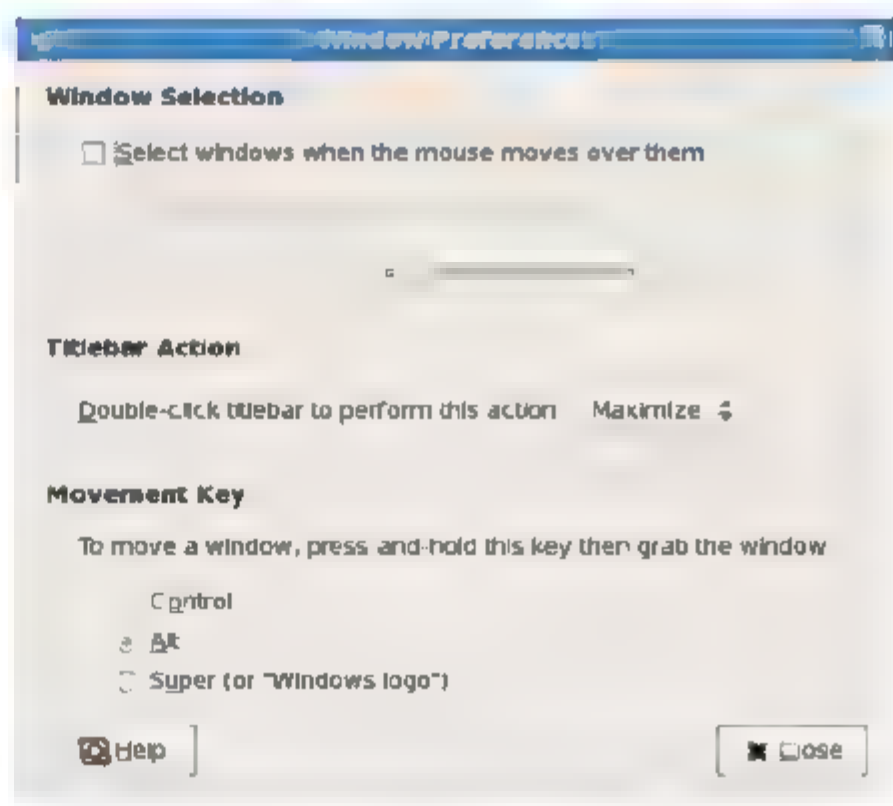 Window Preferences
Window Selection
Select windows when the mouse moves over them
Titlebar Action
Double-click titlebar to perform this action Maximize
Movement Key
To move a window, press-and-hold this key then grab the window
Control
Alt
Super (or "Windows logo")
Help Close